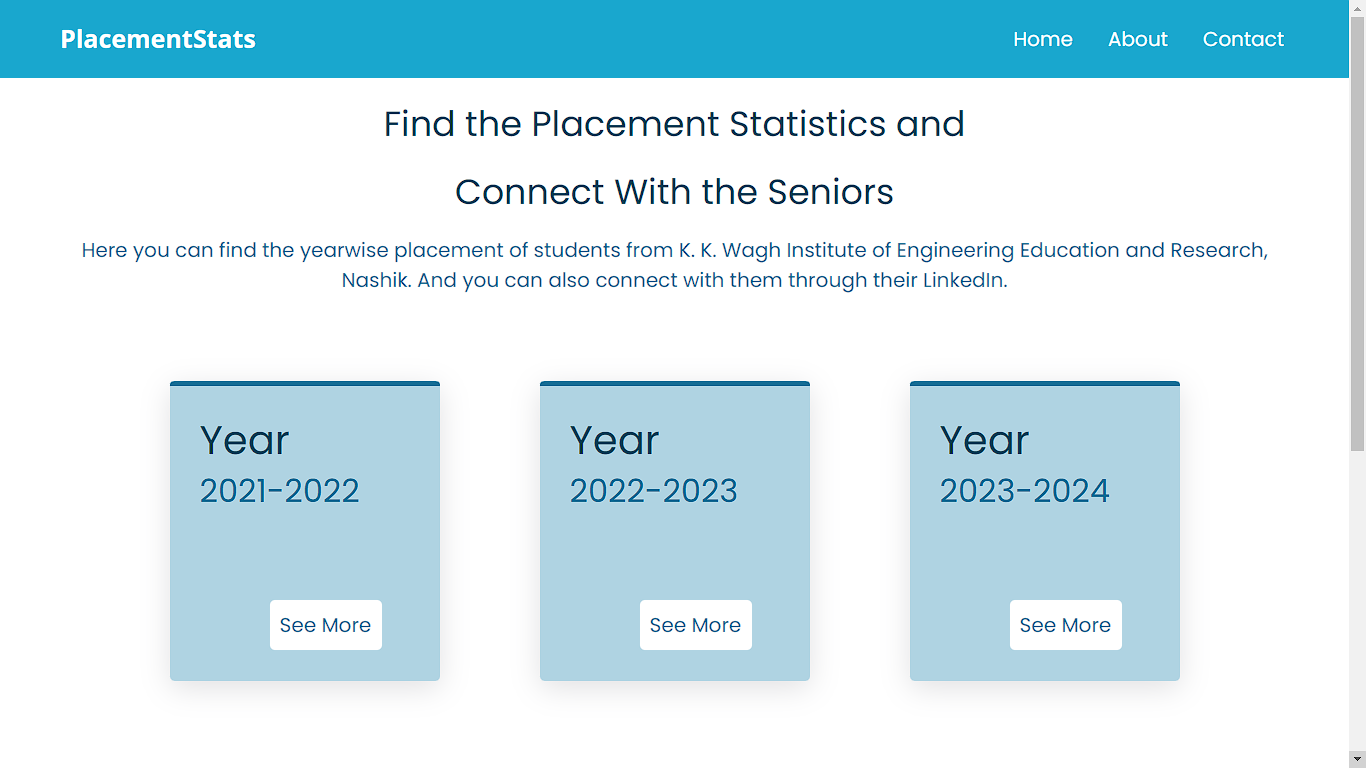 PlacementStats
Home About Contact
Find the Placement Statistics and
Connect With the Seniors
Here you can find the yearwise placement of students from K. K. Wagh Institute of Engineering Education and Research,
Nashik. And you can also connect with them through their LinkedIn.
Year
2021-2022
See More
Year
2022-2023
See More
Year
2023-2024
See More